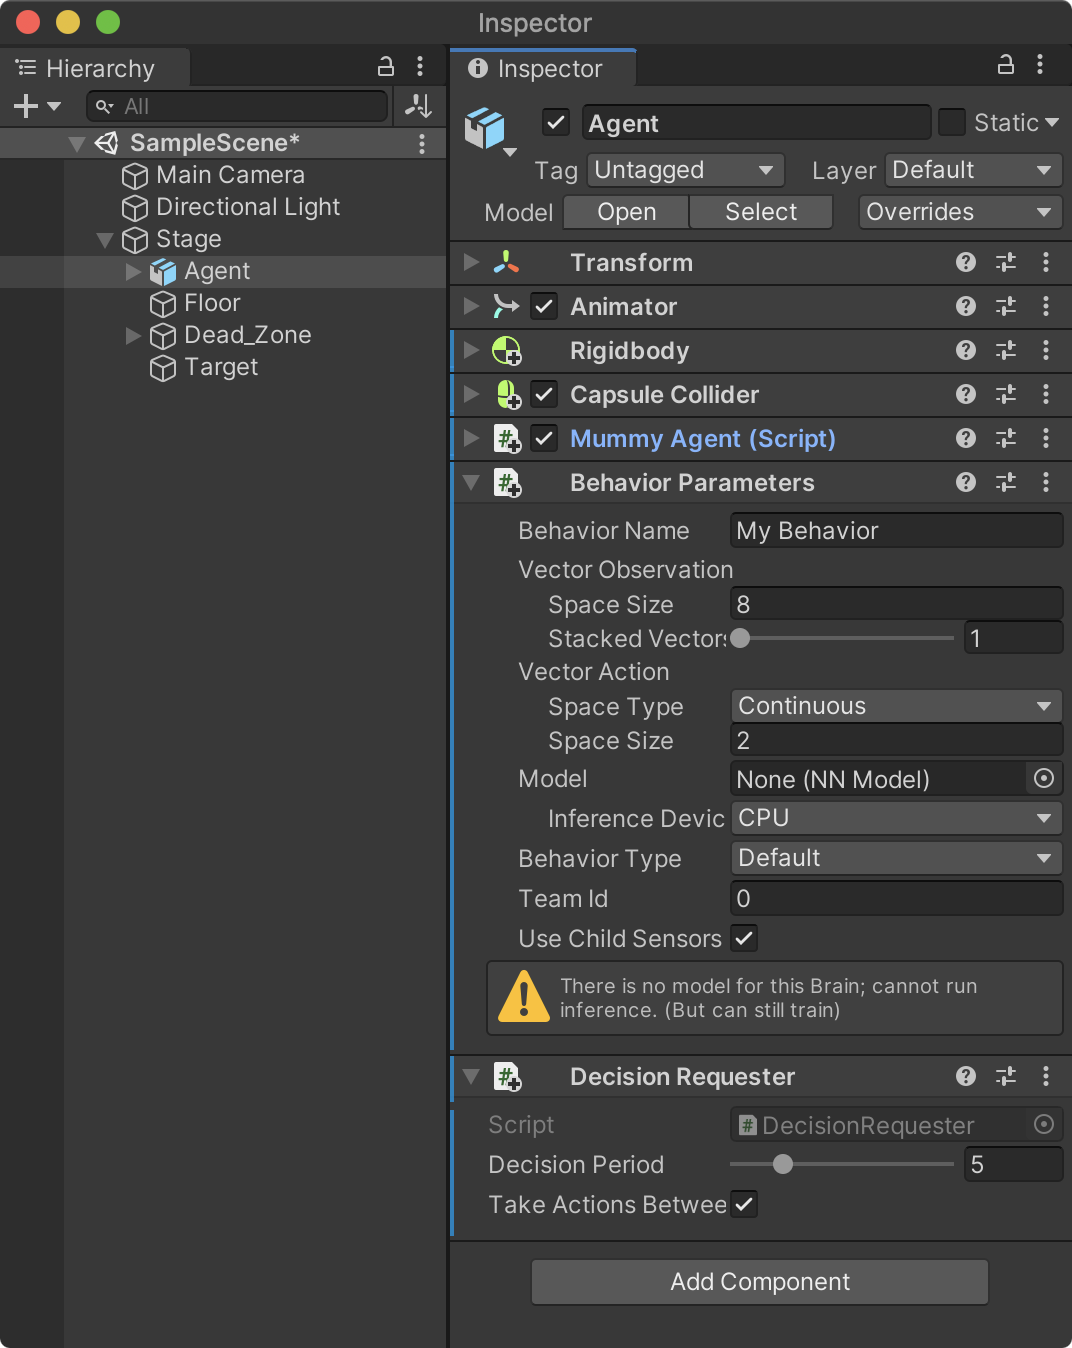 Inspector
Hierarchy
All
SampleScene*
Main Camera
Directional Light
Stage
Agent
Floor
Dead_Zone
Target
Inspector
Agent
Static
Tag Untagged Layer Default
Model Open Select Overrides
Transform
Animator
Rigidbody
Capsule Collider
# Mummy Agent (Script)
# Behavior Parameters
Behavior Name My Behavior
Vector Observation
Space Size 8
Stacked Vectors 1
Vector Action
Space Type Continuous
Space Size 2
Model None (NN Model)
Inference Devic CPU
Behavior Type Default
Team Id 0
Use Child Sensors
There is no model for this Brain; cannot run
inference. (But can still train)
# Decision Requester
Script # DecisionRequester
Decision Period 5
Take Actions Betwee
Add Component